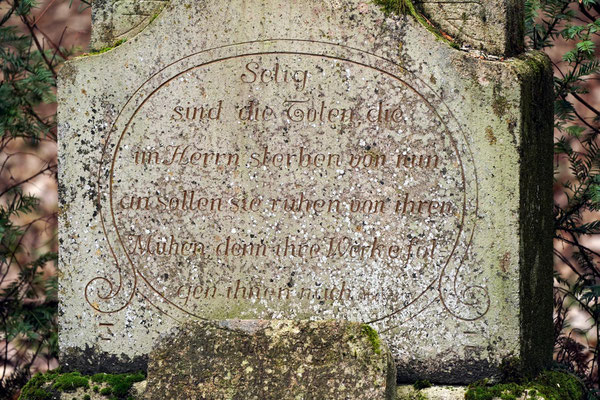 Selig
sind die Toten, die
im Herrn sterben von nun
an sollen sie ruhen von ihren
Mühen, denn ihre Werke fol-
gen ihnen nach